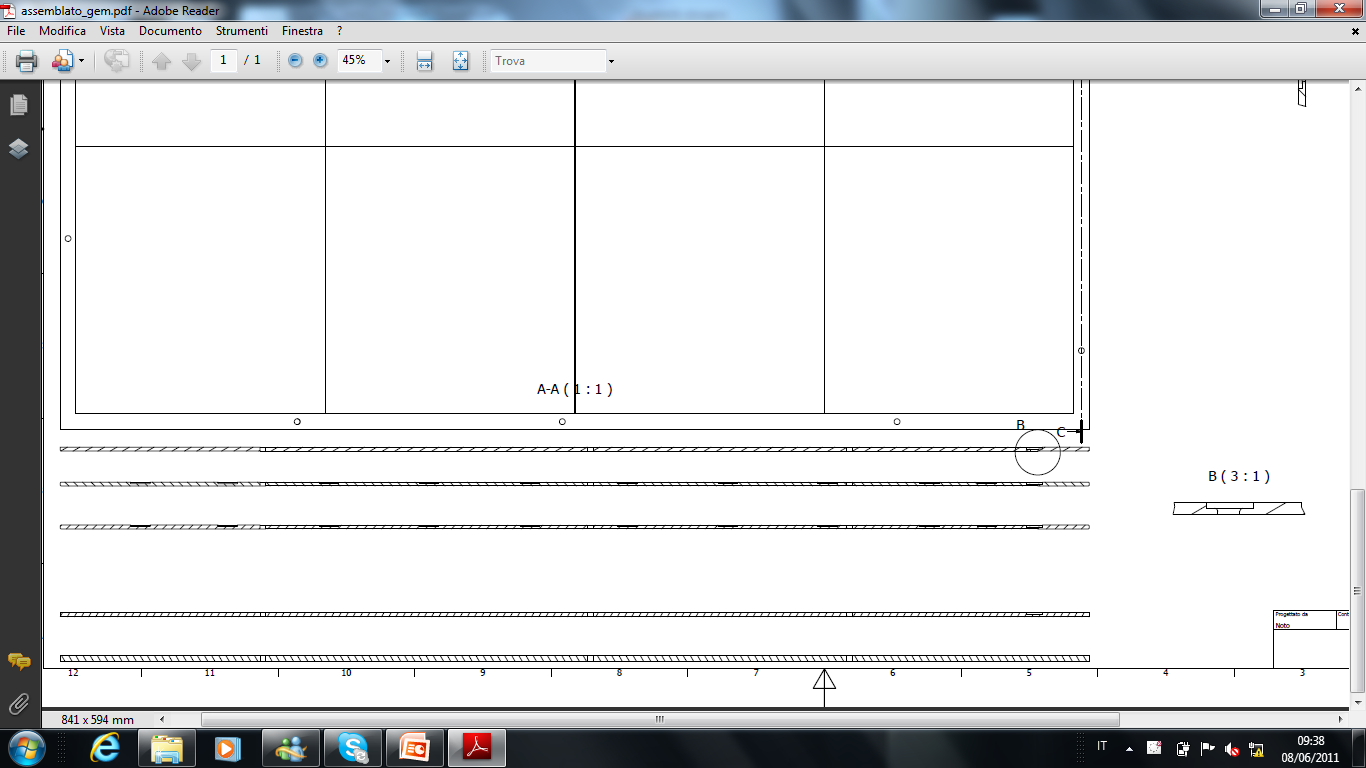 assemblato_gem.pdf - Adobe Reader
File Modifica Vista Documento Strumenti Finestra ?
1 / 1 45% Trova
A-A ( 1 : 1 )
B
C
B ( 3 : 1 )
Progettato da
Noto
12 11 10 9 8 7 6 5 4 3
841 x 594 mm
IT
09:38
08/06/2011